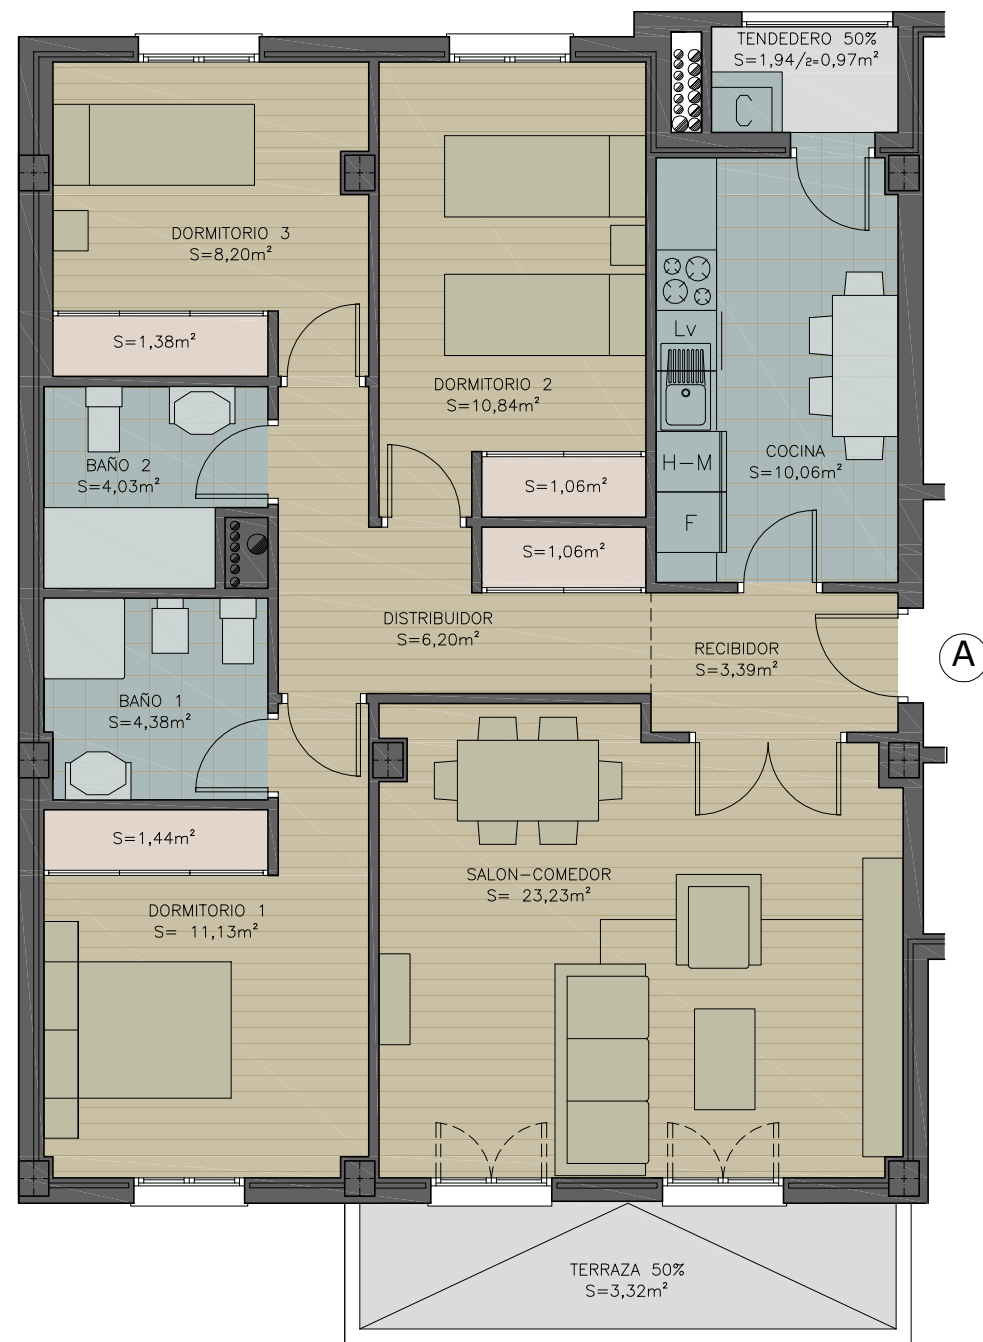 TENDEDERO 50%
S=1,94/2=0,97m²
C
DORMITORIO 3
S=8,20m²
S=1,38m²
Lv
DORMITORIO 2
S=10,84m²
COCINA
S=10,06m²
BAÑO 2
S=4,03m²
H-M
S=1,06m²
F
S=1,06m²
DISTRIBUIDOR
S=6,20m²
RECIBIDOR
S=3,39m²
A
BAÑO 1
S=4,38m²
S=1,44m²
SALON-COMEDOR
S= 23,23m²
DORMITORIO 1
S= 11,13m²
TERRAZA 50%
S=3,32m²